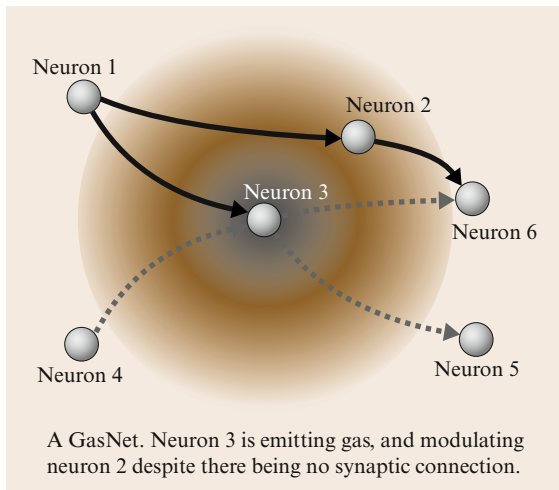 Neuron 1
Neuron 2
Neuron 3
Neuron 6
Neuron 5
Neuron 4
A GasNet. Neuron 3 is emitting gas, and modulating
neuron 2 despite there being no synaptic connection.